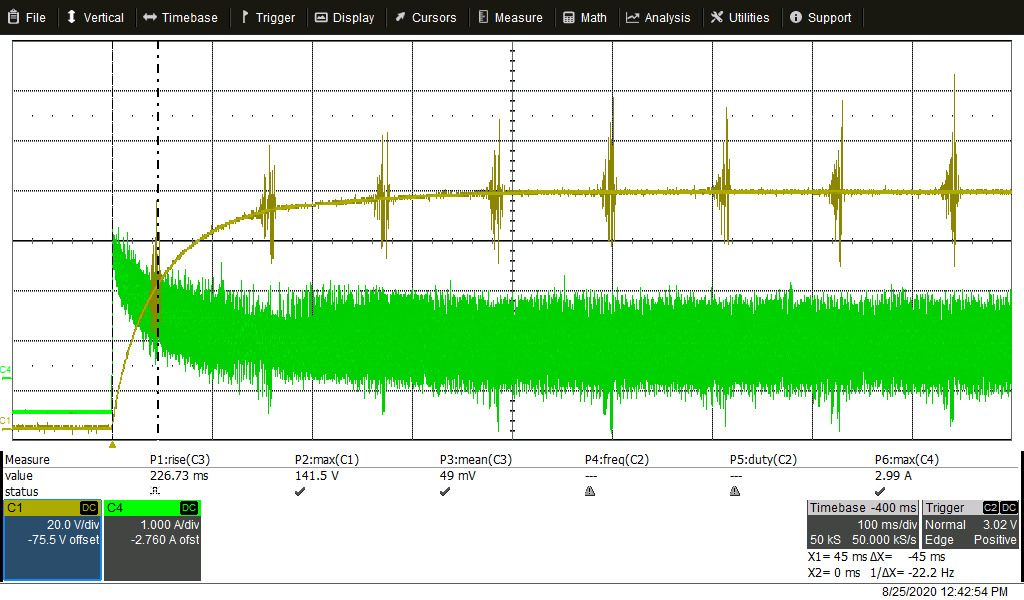 File Vertical Timebase Trigger Display Cursors Measure Math Analysis Utilities Support
C4
C1
Measure P1:rise(C3) P2:max(C1) P3:mean(C3) P4:freq(C2) P5:duty(C2) P6:max(C4)
value 226.73 ms 141.5 V 49 mV --- --- 2.99 A
status
C1 DC C4 DC Timebase -400 ms Trigger C2 DC
20.0 V/div 1.000 A/div 100 ms/div Normal 3.02 V
-75.5 V offset -2.760 A ofst 50 kS 50.000 kS/s Edge Positive
X1= 45 ms ΔX= -45 ms
X2= 0 ms 1/ΔX= -22.2 Hz
8/25/2020 12:42:54 PM